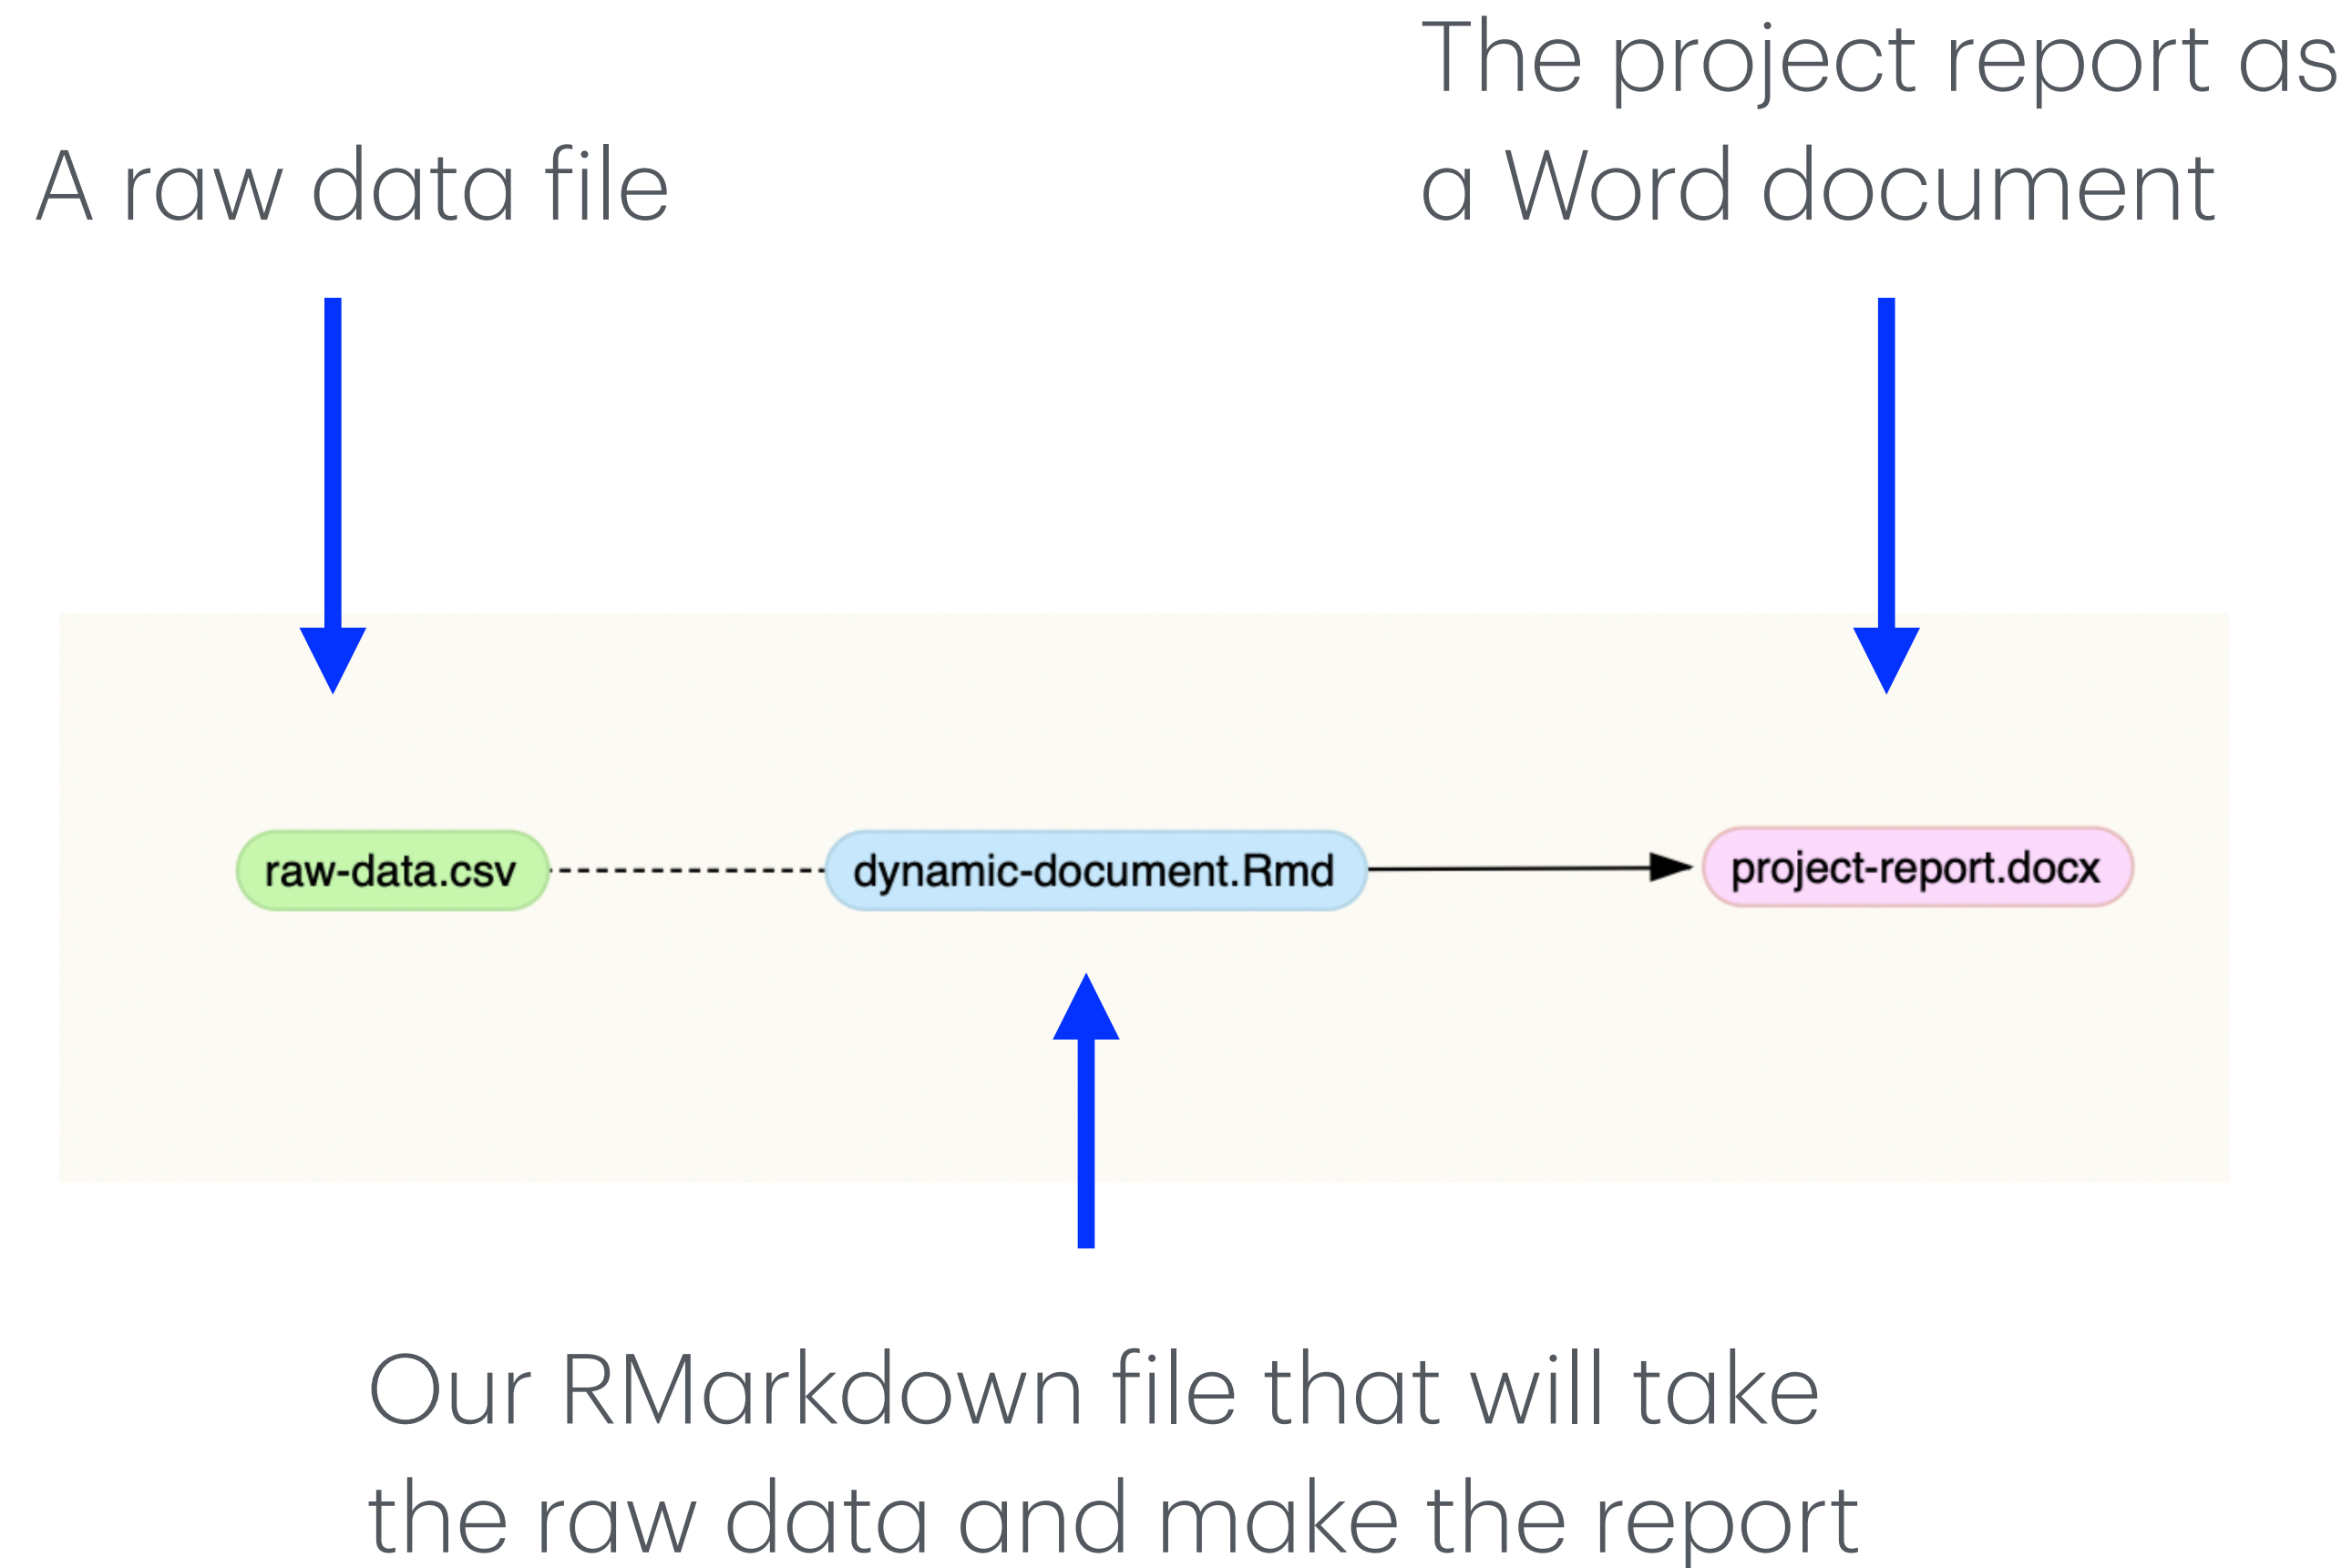 The project report as
a Word document
A raw data file
raw-data.csv
dynamic-document.Rmd
project-report.docx
Our RMarkdown file that will take
the raw data and make the report